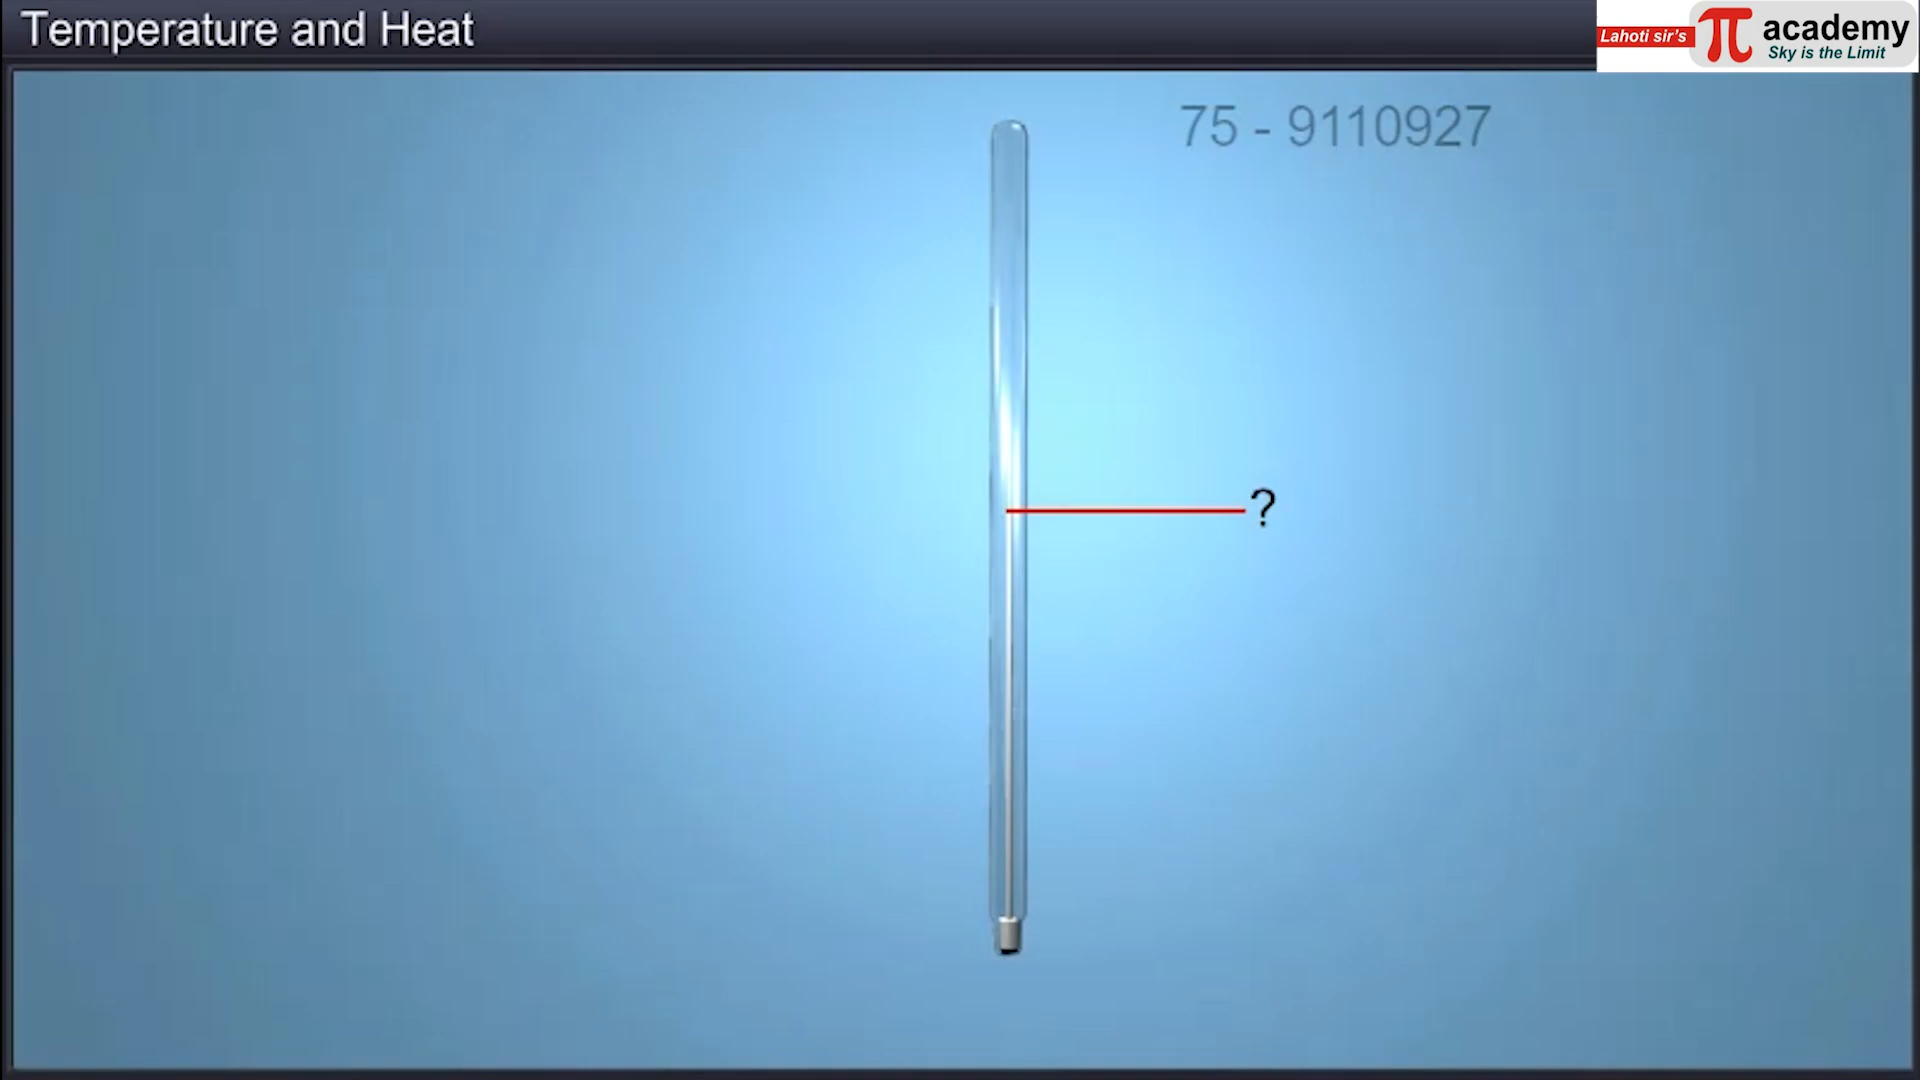 Temperature and Heat
Lahoti sir's
π academy
Sky is the Limit
75 - 9110927
?